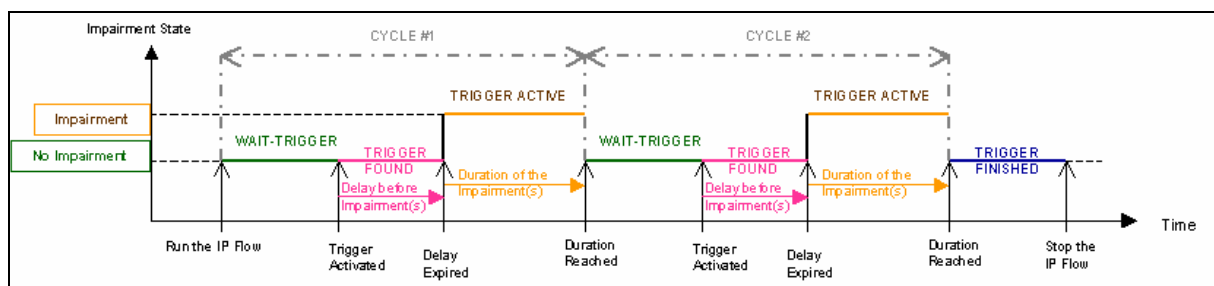 Impairment State
CYCLE #1
CYCLE #2
TRIGGER ACTIVE
TRIGGER ACTIVE
Impairment
WAIT-TRIGGER
TRIGGER
FOUND
WAIT-TRIGGER
TRIGGER
FOUND
TRIGGER
FINISHED
No Impairment
Delay before
Impairment(s)
Duration of the
Impairment(s)
Delay before
Impairment(s)
Duration of the
Impairment(s)
Time
Run the IP Flow
Trigger
Activated
Delay
Expired
Duration
Reached
Trigger
Activated
Delay
Expired
Duration
Reached
Stop the
IP Flow